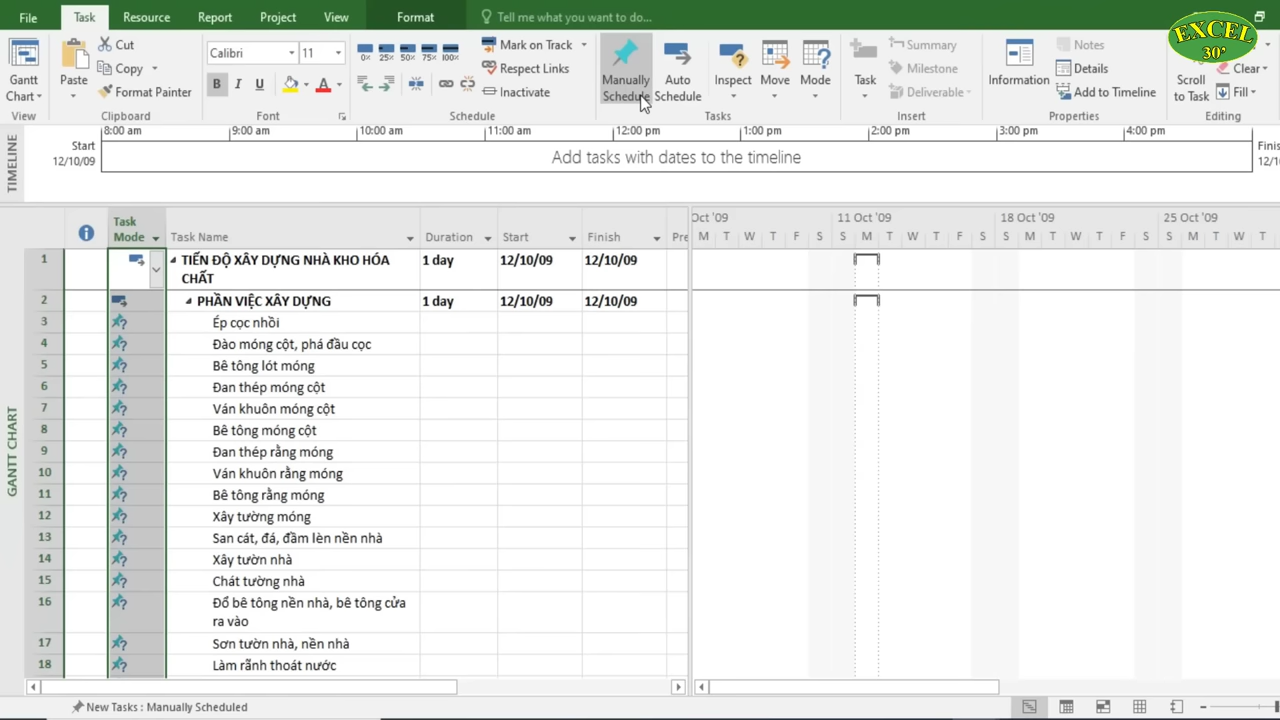 File Task Resource Report Project View Format Tell me what you want to do...
EXCEL
30'
Gantt
Chart
View
Paste
Cut
Copy
Format Painter
Clipboard
Calibri 11
B I U A
Font
0% 25% 50% 75% 100%
Mark on Track
Respect Links
Inactivate
Schedule
Manually
Schedule
Auto
Schedule
Inspect
Move
Mode
Tasks
Task
Summary
Milestone
Deliverable
Insert
Information
Notes
Details
Add to Timeline
Properties
Scroll
to Task
Clear
Fill
Editing
TIMELINE
8:00 am 9:00 am 10:00 am 11:00 am 12:00 pm 1:00 pm 2:00 pm 3:00 pm 4:00 pm
Start
12/10/09
Add tasks with dates to the timeline
GANTT CHART
Task
Mode
Task Name Duration Start Finish
Oct '09 11 Oct '09 18 Oct '09 25 Oct '09
M T W T F S S M T W T F S S M T W T F S S M T W T
1 TIẾN ĐỘ XÂY DỰNG NHÀ KHO HÓA 1 day 12/10/09 12/10/09
CHẤT
2 PHẦN VIỆC XÂY DỰNG 1 day 12/10/09 12/10/09
3 Ép cọc nhồi
4 Đào móng cột, phá đầu cọc
5 Bê tông lót móng
6 Đan thép móng cột
7 Ván khuôn móng cột
8 Bê tông móng cột
9 Đan thép rằng móng
10 Ván khuôn rằng móng
11 Bê tông rằng móng
12 Xây tường móng
13 San cát, đá, đầm lèn nền nhà
14 Xây tườn nhà
15 Chát tường nhà
16 Đổ bê tông nền nhà, bê tông cửa
ra vào
17 Sơn tườn nhà, nền nhà
18 Làm rãnh thoát nước
New Tasks : Manually Scheduled